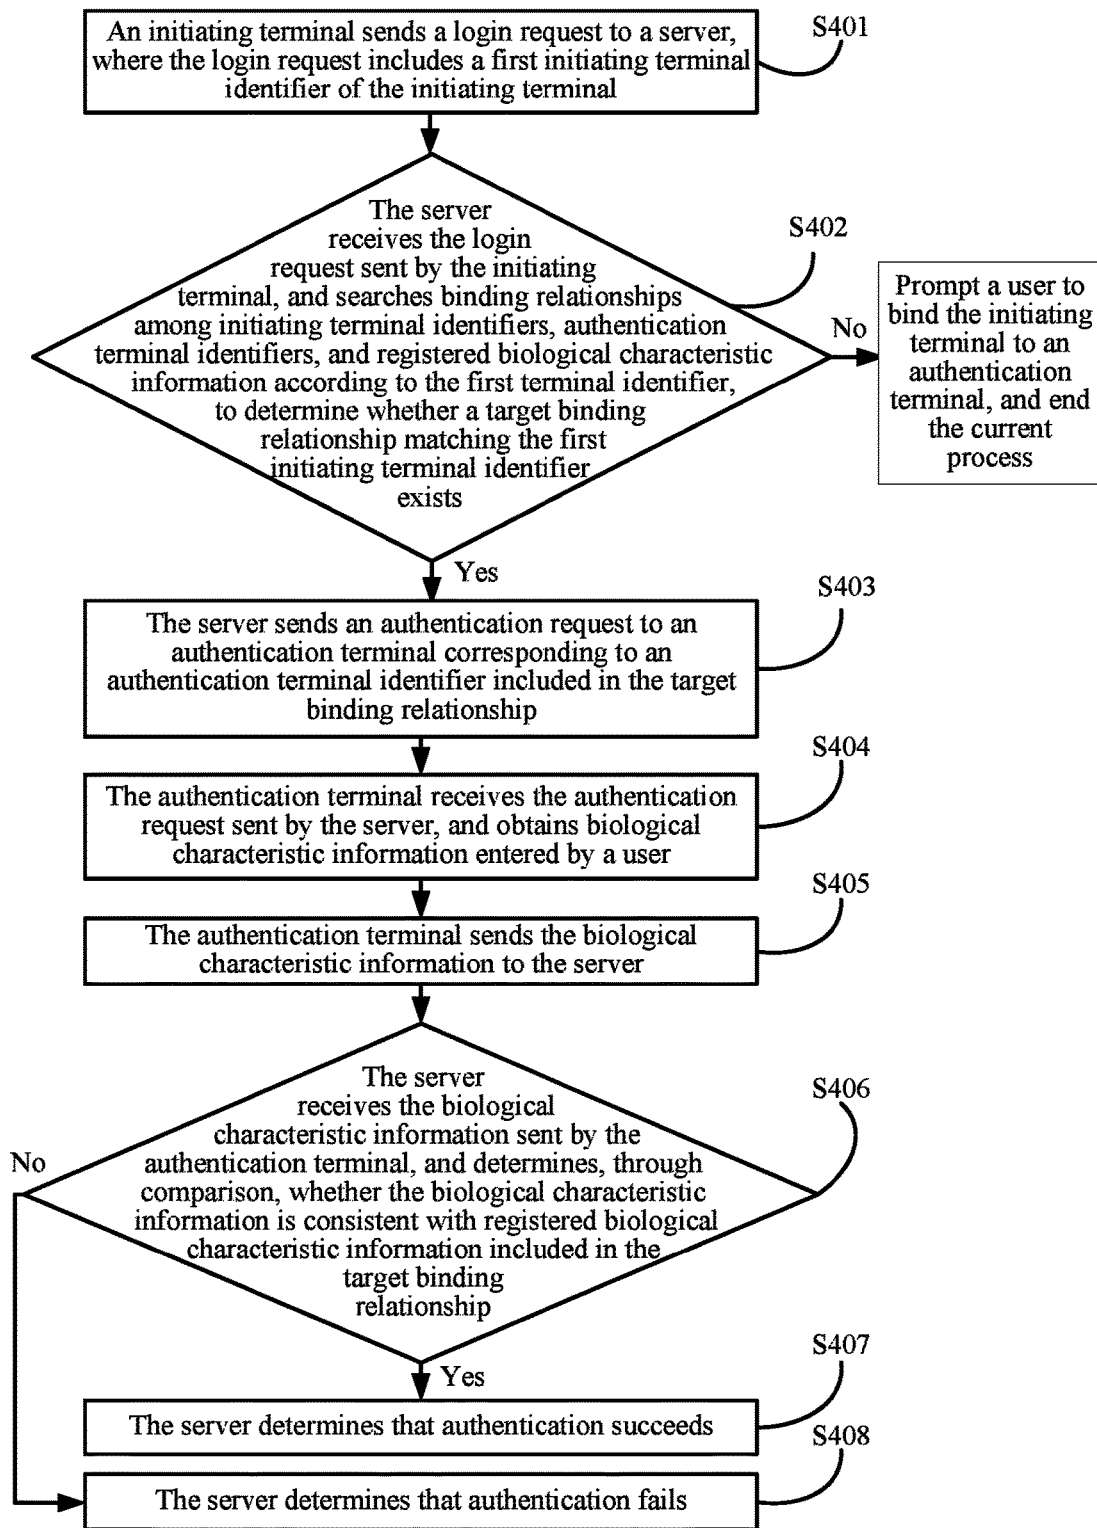 An initiating terminal sends a login request to a server,
where the login request includes a first initiating terminal
identifier of the initiating terminal
S401
The server
receives the login
request sent by the initiating
terminal, and searches binding relationships
among initiating terminal identifiers, authentication
terminal identifiers, and registered biological characteristic
information according to the first terminal identifier,
to determine whether a target binding
relationship matching the first
initiating terminal identifier
exists
S402
No
Prompt a user to
bind the initiating
terminal to an
authentication
terminal, and end
the current
process
Yes
The server sends an authentication request to an
authentication terminal corresponding to an
authentication terminal identifier included in the target
binding relationship
S403
The authentication terminal receives the authentication
request sent by the server, and obtains biological
characteristic information entered by a user
S404
The authentication terminal sends the biological
characteristic information to the server
S405
The server
receives the biological
characteristic information sent by the
authentication terminal, and determines, through
comparison, whether the biological characteristic
information is consistent with registered biological
characteristic information included in the
target binding
relationship
S406
No
Yes
The server determines that authentication succeeds
S407
The server determines that authentication fails
S408